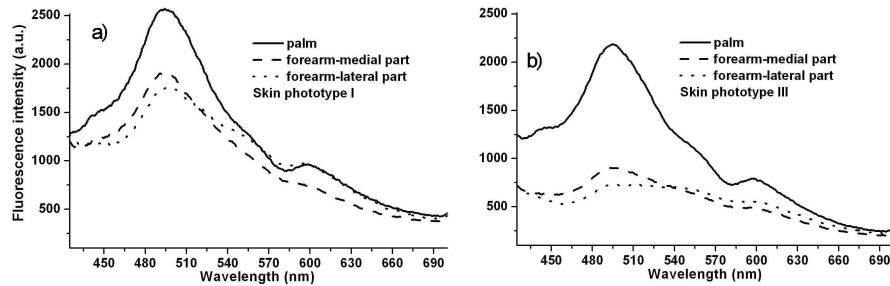 a)
palm
forearm-medial part
forearm-lateral part
Skin phototype I
Fluorescence intensity (a.u.)
2500
2000
1500
1000
500
450 480 510 540 570 600 630 660 690
Wavelength (nm)
b)
palm
forearm-medial part
forearm-lateral part
Skin phototype III
2500
2000
1500
1000
500
450 480 510 540 570 600 630 660 690
Wavelength (nm)